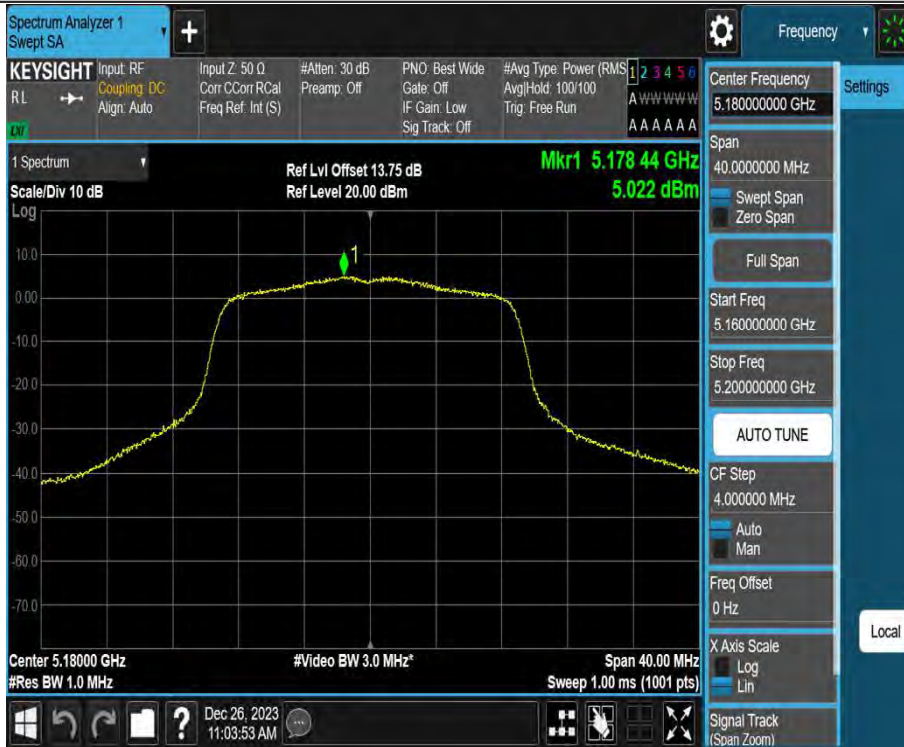 Spectrum Analyzer 1
Swept SA
+
Frequency
KEYSIGHT
RL
LXI
Input: RF
Coupling: DC
Align: Auto
Input Z: 50 Ω
Corr CCorr RCal
Freq Ref: Int (S)
#Atten: 30 dB
Preamp: Off
PNO: Best Wide
Gate: Off
IF Gain: Low
Sig Track: Off
#Avg Type: Power (RMS
Avg|Hold: 100/100
Trig: Free Run
1 2 3 4 5 6
A W W W W W
A A A A A A
Settings
Center Frequency
5.180000000 GHz
Span
40.0000000 MHz
Swept Span
Zero Span
Full Span
Start Freq
5.160000000 GHz
Stop Freq
5.200000000 GHz
AUTO TUNE
CF Step
4.000000 MHz
Auto
Man
Freq Offset
0 Hz
X Axis Scale
Log
Lin
Signal Track
(Span Zoom)
Local
1 Spectrum
Scale/Div 10 dB
Ref Lvl Offset 13.75 dB
Ref Level 20.00 dBm
Mkr1 5.178 44 GHz
5.022 dBm
Log
1
10.0
0.00
-10.0
-20.0
-30.0
-40.0
-50.0
-60.0
-70.0
Center 5.18000 GHz
#Res BW 1.0 MHz
#Video BW 3.0 MHz*
Span 40.00 MHz
Sweep 1.00 ms (1001 pts)
?
Dec 26, 2023
11:03:53 AM